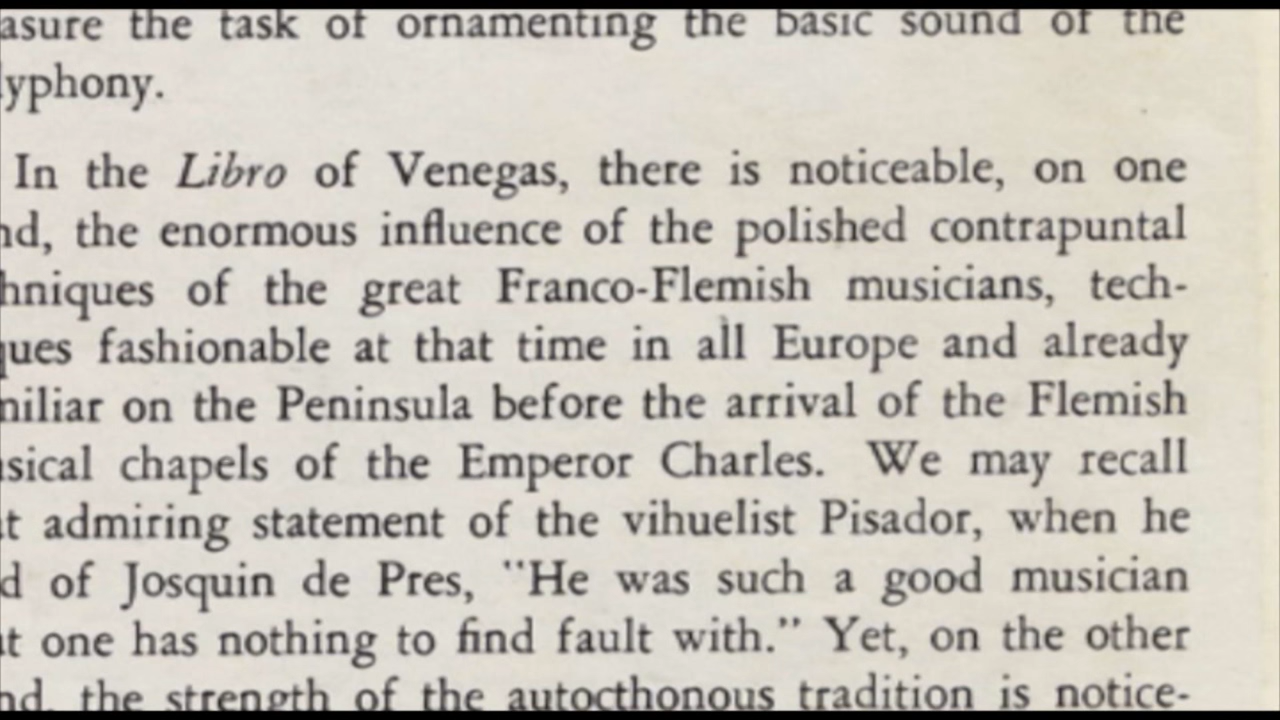 asure the task of ornamenting the basic sound of the
lyphony.
In the Libro of Venegas, there is noticeable, on one
nd, the enormous influence of the polished contrapuntal
hniques of the great Franco-Flemish musicians, tech-
ques fashionable at that time in all Europe and already
niliar on the Peninsula before the arrival of the Flemish
sical chapels of the Emperor Charles. We may recall
t admiring statement of the vihuelist Pisador, when he
d of Josquin de Pres, "He was such a good musician
t one has nothing to find fault with." Yet, on the other
nd, the strength of the autocthonous tradition is notice-